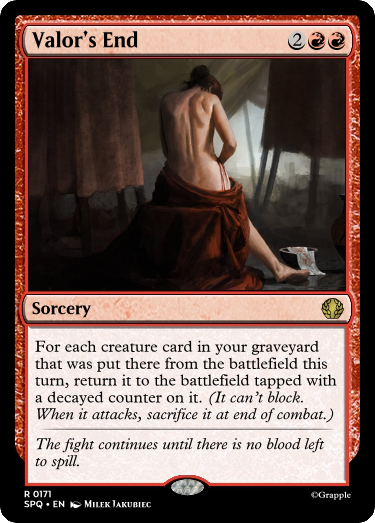 Valor's End 2
Sorcery
For each creature card in your graveyard
that was put there from the battlefield this
turn, return it to the battlefield tapped with
a decayed counter on it. (It can't block.
When it attacks, sacrifice it at end of combat.)
The fight continues until there is no blood left
to spill.
R 0171
SPQ • EN Milek Jakubiec
©Grapple